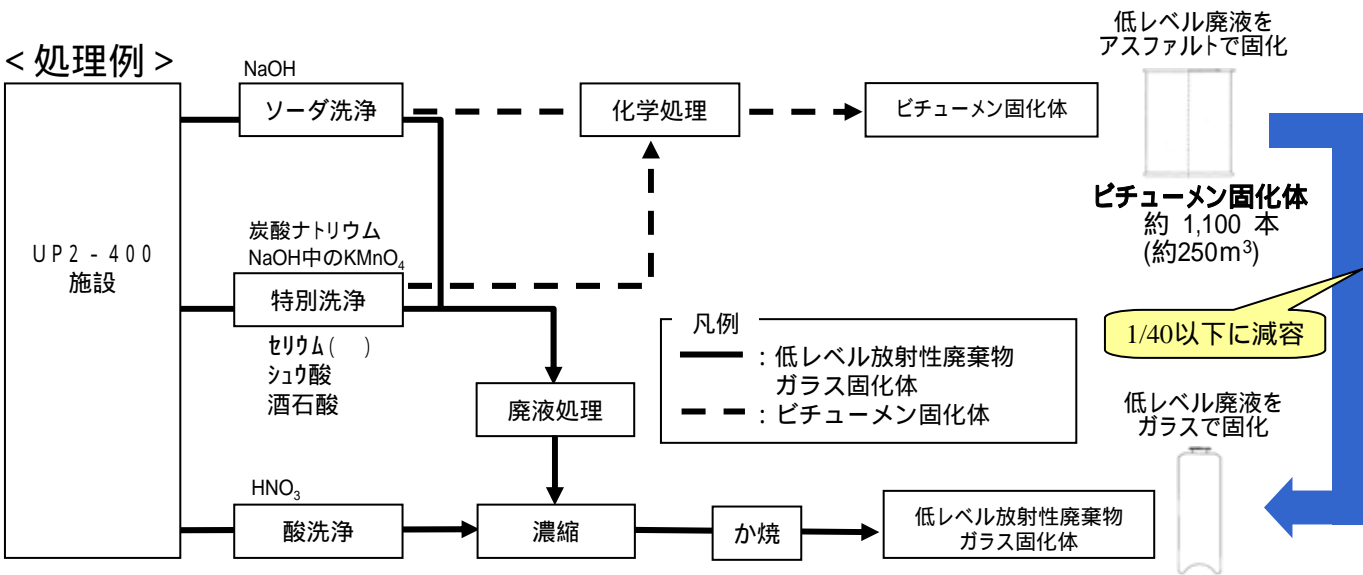 <処理例>
NaOH
ソーダ洗浄
化学処理
ビチューメン固化体
低レベル廃液を
アスファルトで固化
ビチューメン固化体
約 1,100 本
(約250m³)
UP2-400
施設
炭酸ナトリウム
NaOH中のKMnO₄
特別洗浄
セリウム( )
シュウ酸
酒石酸
廃液処理
凡例
:低レベル放射性廃棄物
ガラス固化体
:ビチューメン固化体
1/40以下に減容
低レベル廃液を
ガラスで固化
HNO₃
酸洗浄
濃縮
か焼
低レベル放射性廃棄物
ガラス固化体